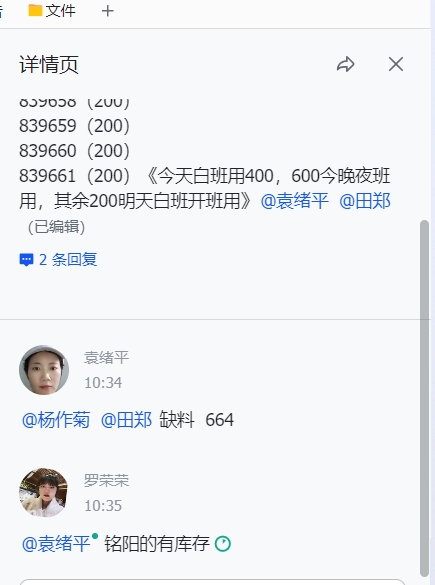 文件
详情页
839658（200）
839659（200）
839660（200）
839661（200）《今天白班用400，600今晚夜班
用，其余200明天白班开班用》@袁绪平 @田郑
（已编辑）
2 条回复
袁绪平
10:34
@杨作菊 @田郑 缺料 664
罗荣荣
10:35
@袁绪平 铭阳的有库存